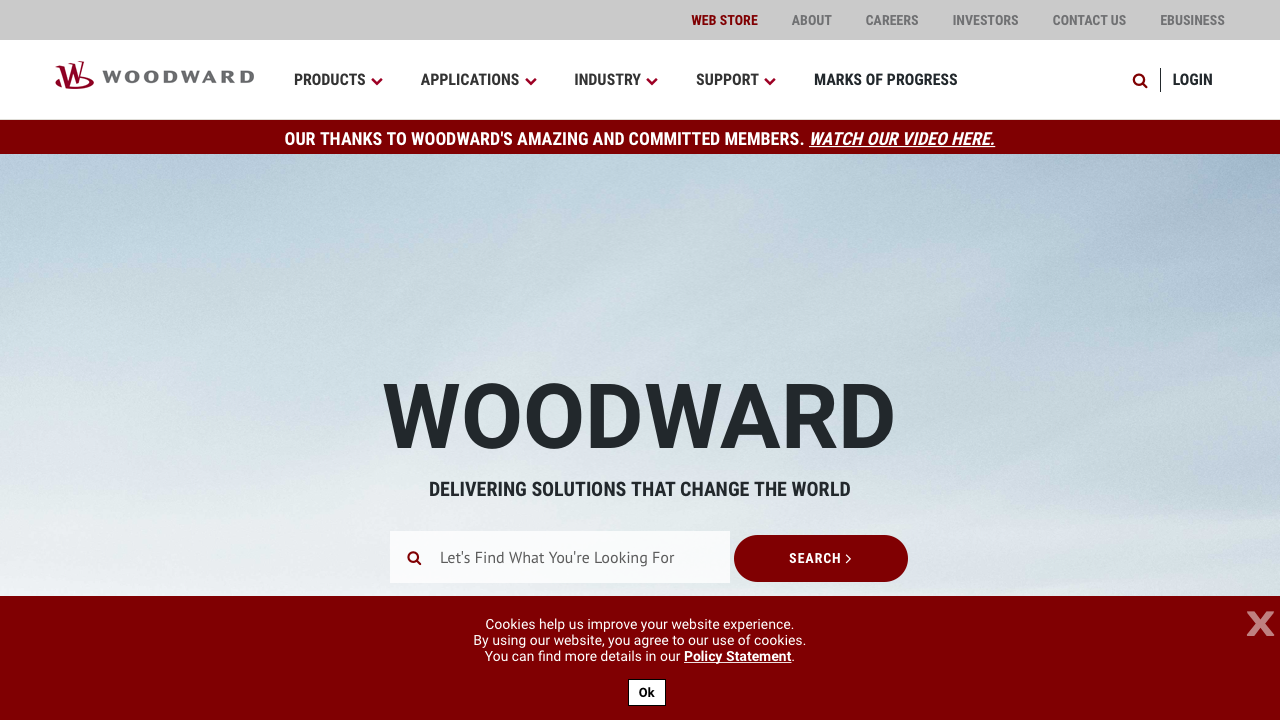 WEB STORE ABOUT CAREERS INVESTORS CONTACT US EBUSINESS
WOODWARD PRODUCTS APPLICATIONS INDUSTRY SUPPORT MARKS OF PROGRESS LOGIN
OUR THANKS TO WOODWARD'S AMAZING AND COMMITTED MEMBERS. WATCH OUR VIDEO HERE.
WOODWARD
DELIVERING SOLUTIONS THAT CHANGE THE WORLD
Let's Find What You're Looking For SEARCH
Cookies help us improve your website experience.
By using our website, you agree to our use of cookies.
You can find more details in our Policy Statement.
X
Ok